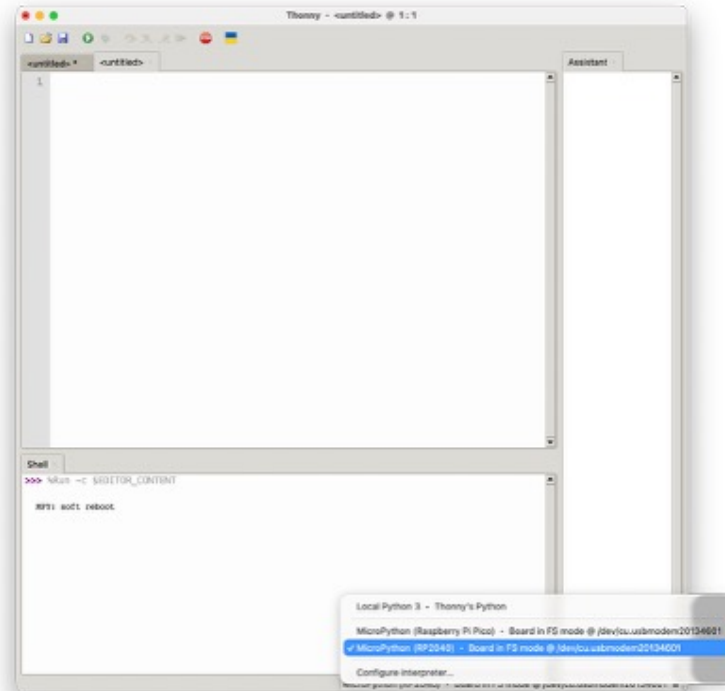 Thonny - <untitled> @ 1:1
<untitled> *
<untitled>
Assistant
1
Shell
>>> %Run -c $EDITOR_CONTENT
MPY: soft reboot
Local Python 3 • Thonny's Python
MicroPython (Raspberry Pi Pico) • Board in FS mode @ /dev/cu.usbmodem20134601
✓ MicroPython (RP2040) • Board in FS mode @ /dev/cu.usbmodem20134601
Configure interpreter...